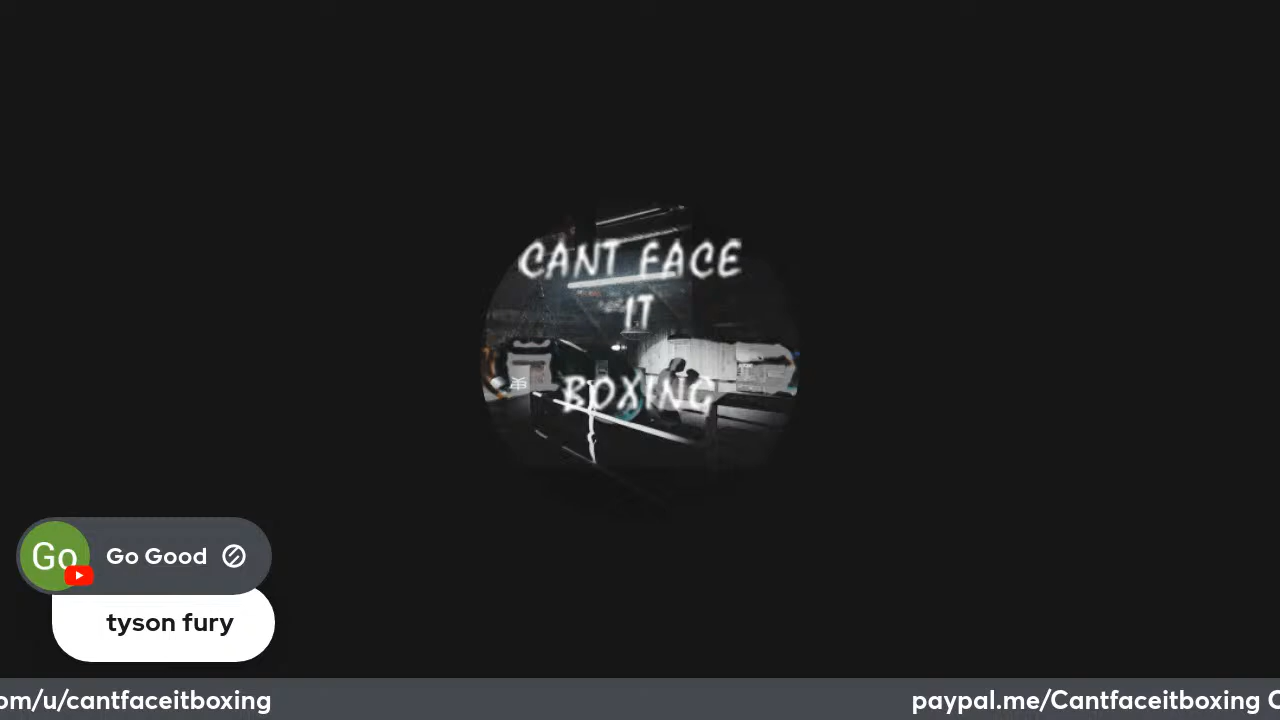 CANT FACE
IT
BOXING
Go
Go Good
tyson fury
om/u/cantfaceitboxing
paypal.me/Cantfaceitboxing C